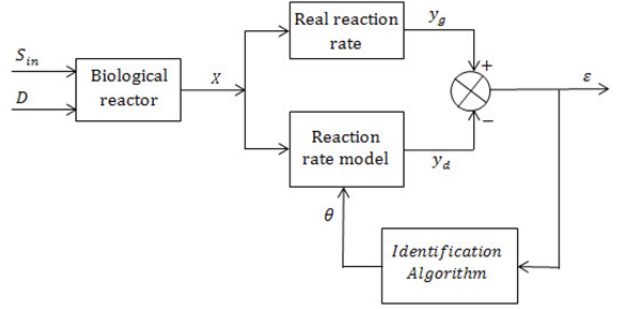 Real reaction
rate
y_g
S_in
Biological
reactor
X
+
ε
D
−
Reaction
rate model
y_d
θ
Identification
Algorithm